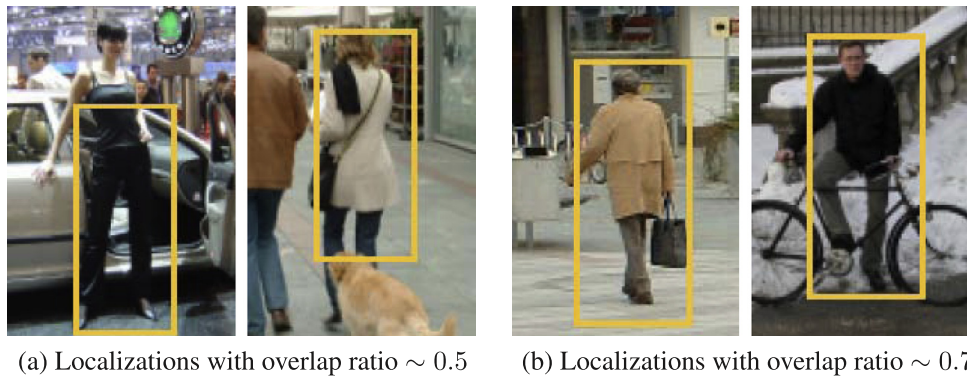 (a) Localizations with overlap ratio ∼ 0.5
(b) Localizations with overlap ratio ∼ 0.7